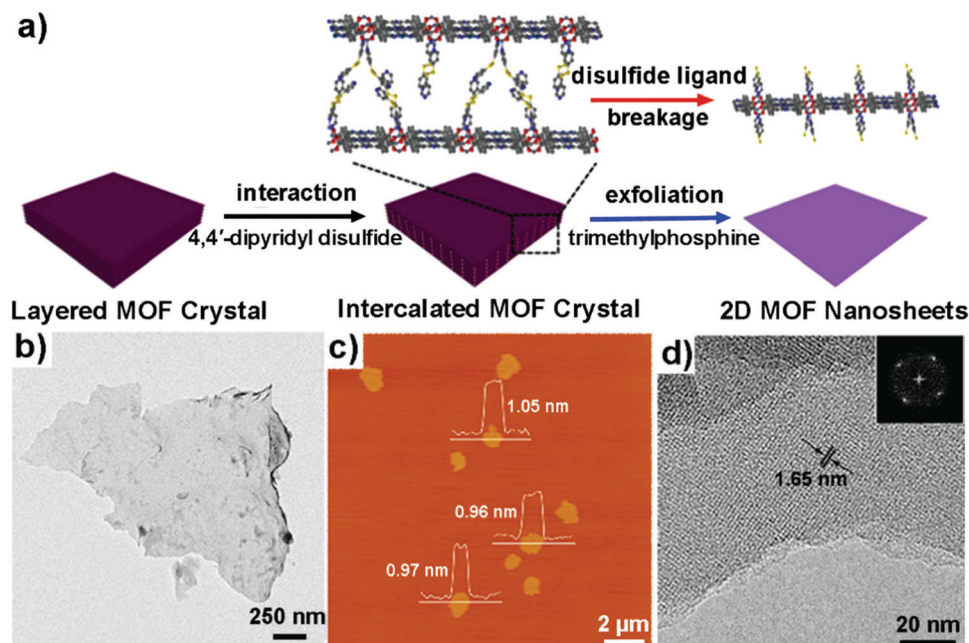 a)
disulfide ligand
breakage
interaction
4,4′-dipyridyl disulfide
exfoliation
trimethylphosphine
Layered MOF Crystal
Intercalated MOF Crystal
2D MOF Nanosheets
b)
250 nm
c)
1.05 nm
0.96 nm
0.97 nm
2 µm
d)
1.65 nm
20 nm